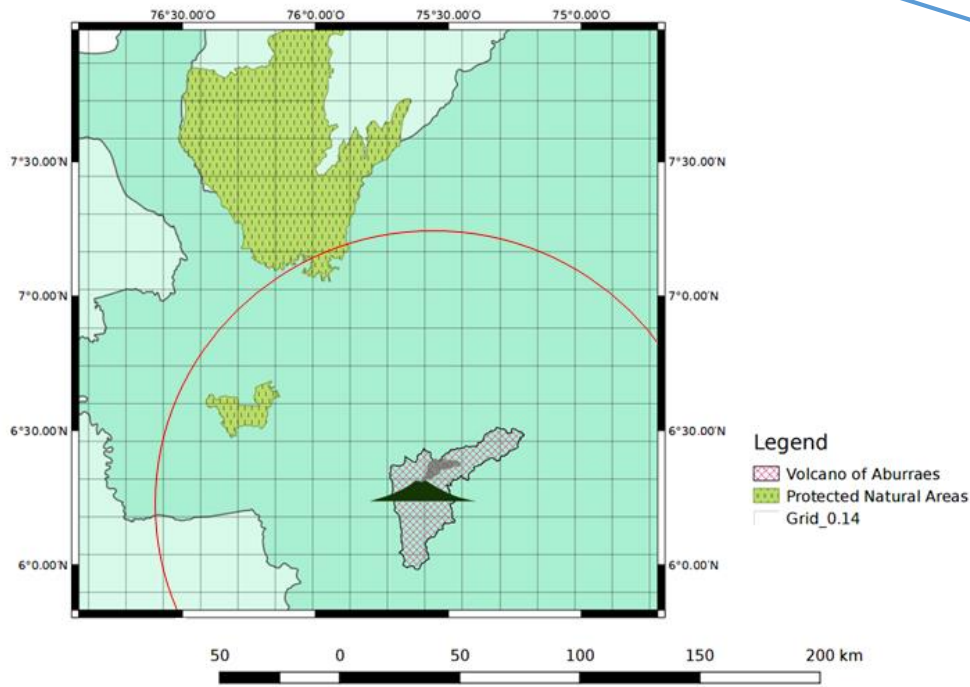 76°30.00'W 76°0.00'W 75°30.00'W 75°0.00'W
7°30.00'N 7°30.00'N
7°0.00'N 7°0.00'N
6°30.00'N 6°30.00'N
Legend
Volcano of Aburraes
Protected Natural Areas
Grid_0.14
6°0.00'N 6°0.00'N
50 0 50 100 150 200 km